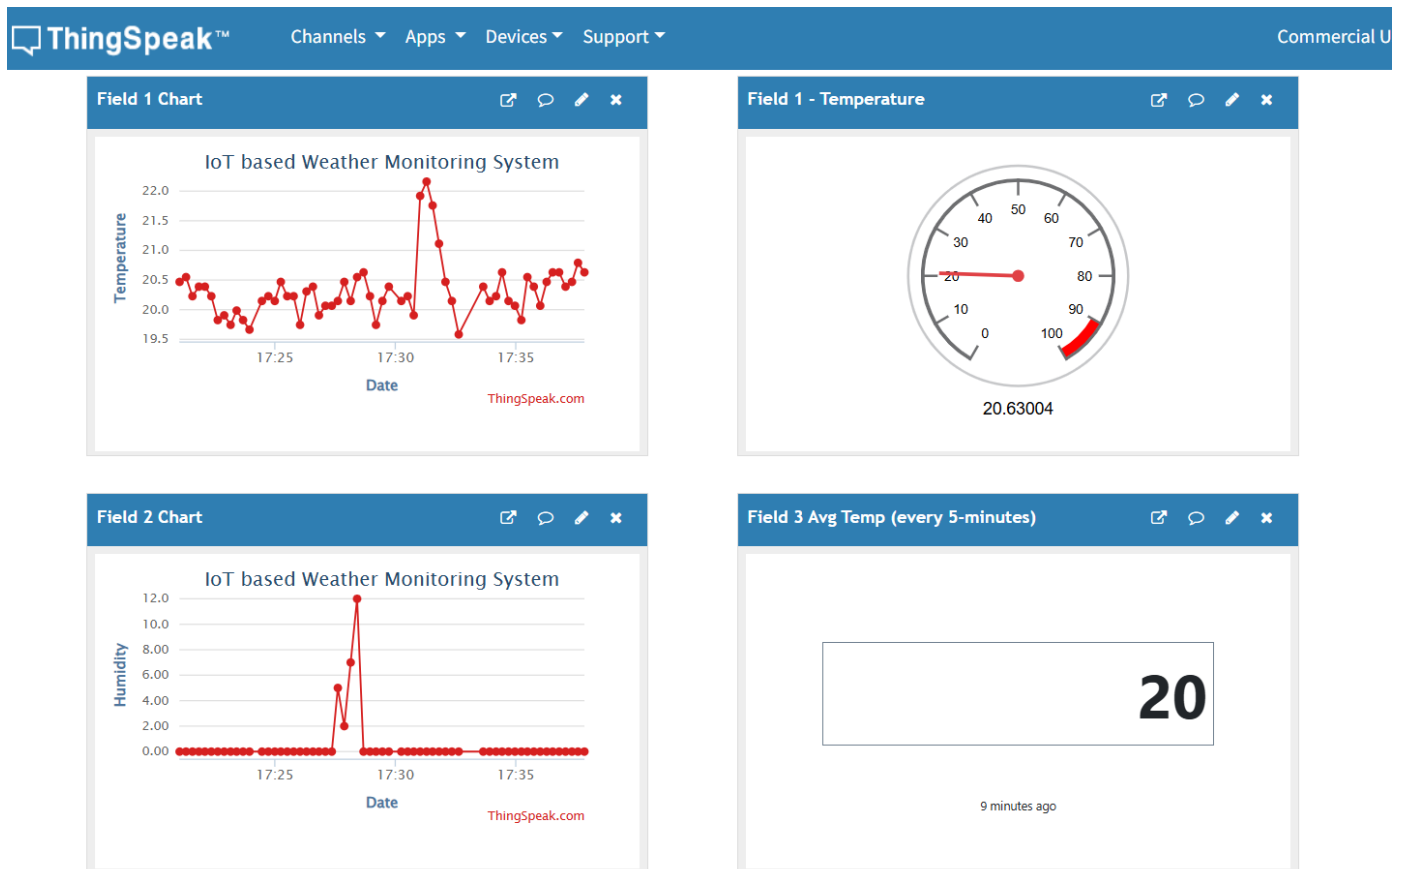 ThingSpeak™ Channels Apps Devices Support Commercial U
Field 1 Chart
IoT based Weather Monitoring System
Temperature
22.0
21.5
21.0
20.5
20.0
19.5
17:25 17:30 17:35
Date
ThingSpeak.com
Field 1 - Temperature
0
10
20
30
40
50
60
70
80
90
100
20.63004
Field 2 Chart
IoT based Weather Monitoring System
Humidity
12.0
10.0
8.00
6.00
4.00
2.00
0.00
17:25 17:30 17:35
Date
ThingSpeak.com
Field 3 Avg Temp (every 5-minutes)
20
9 minutes ago